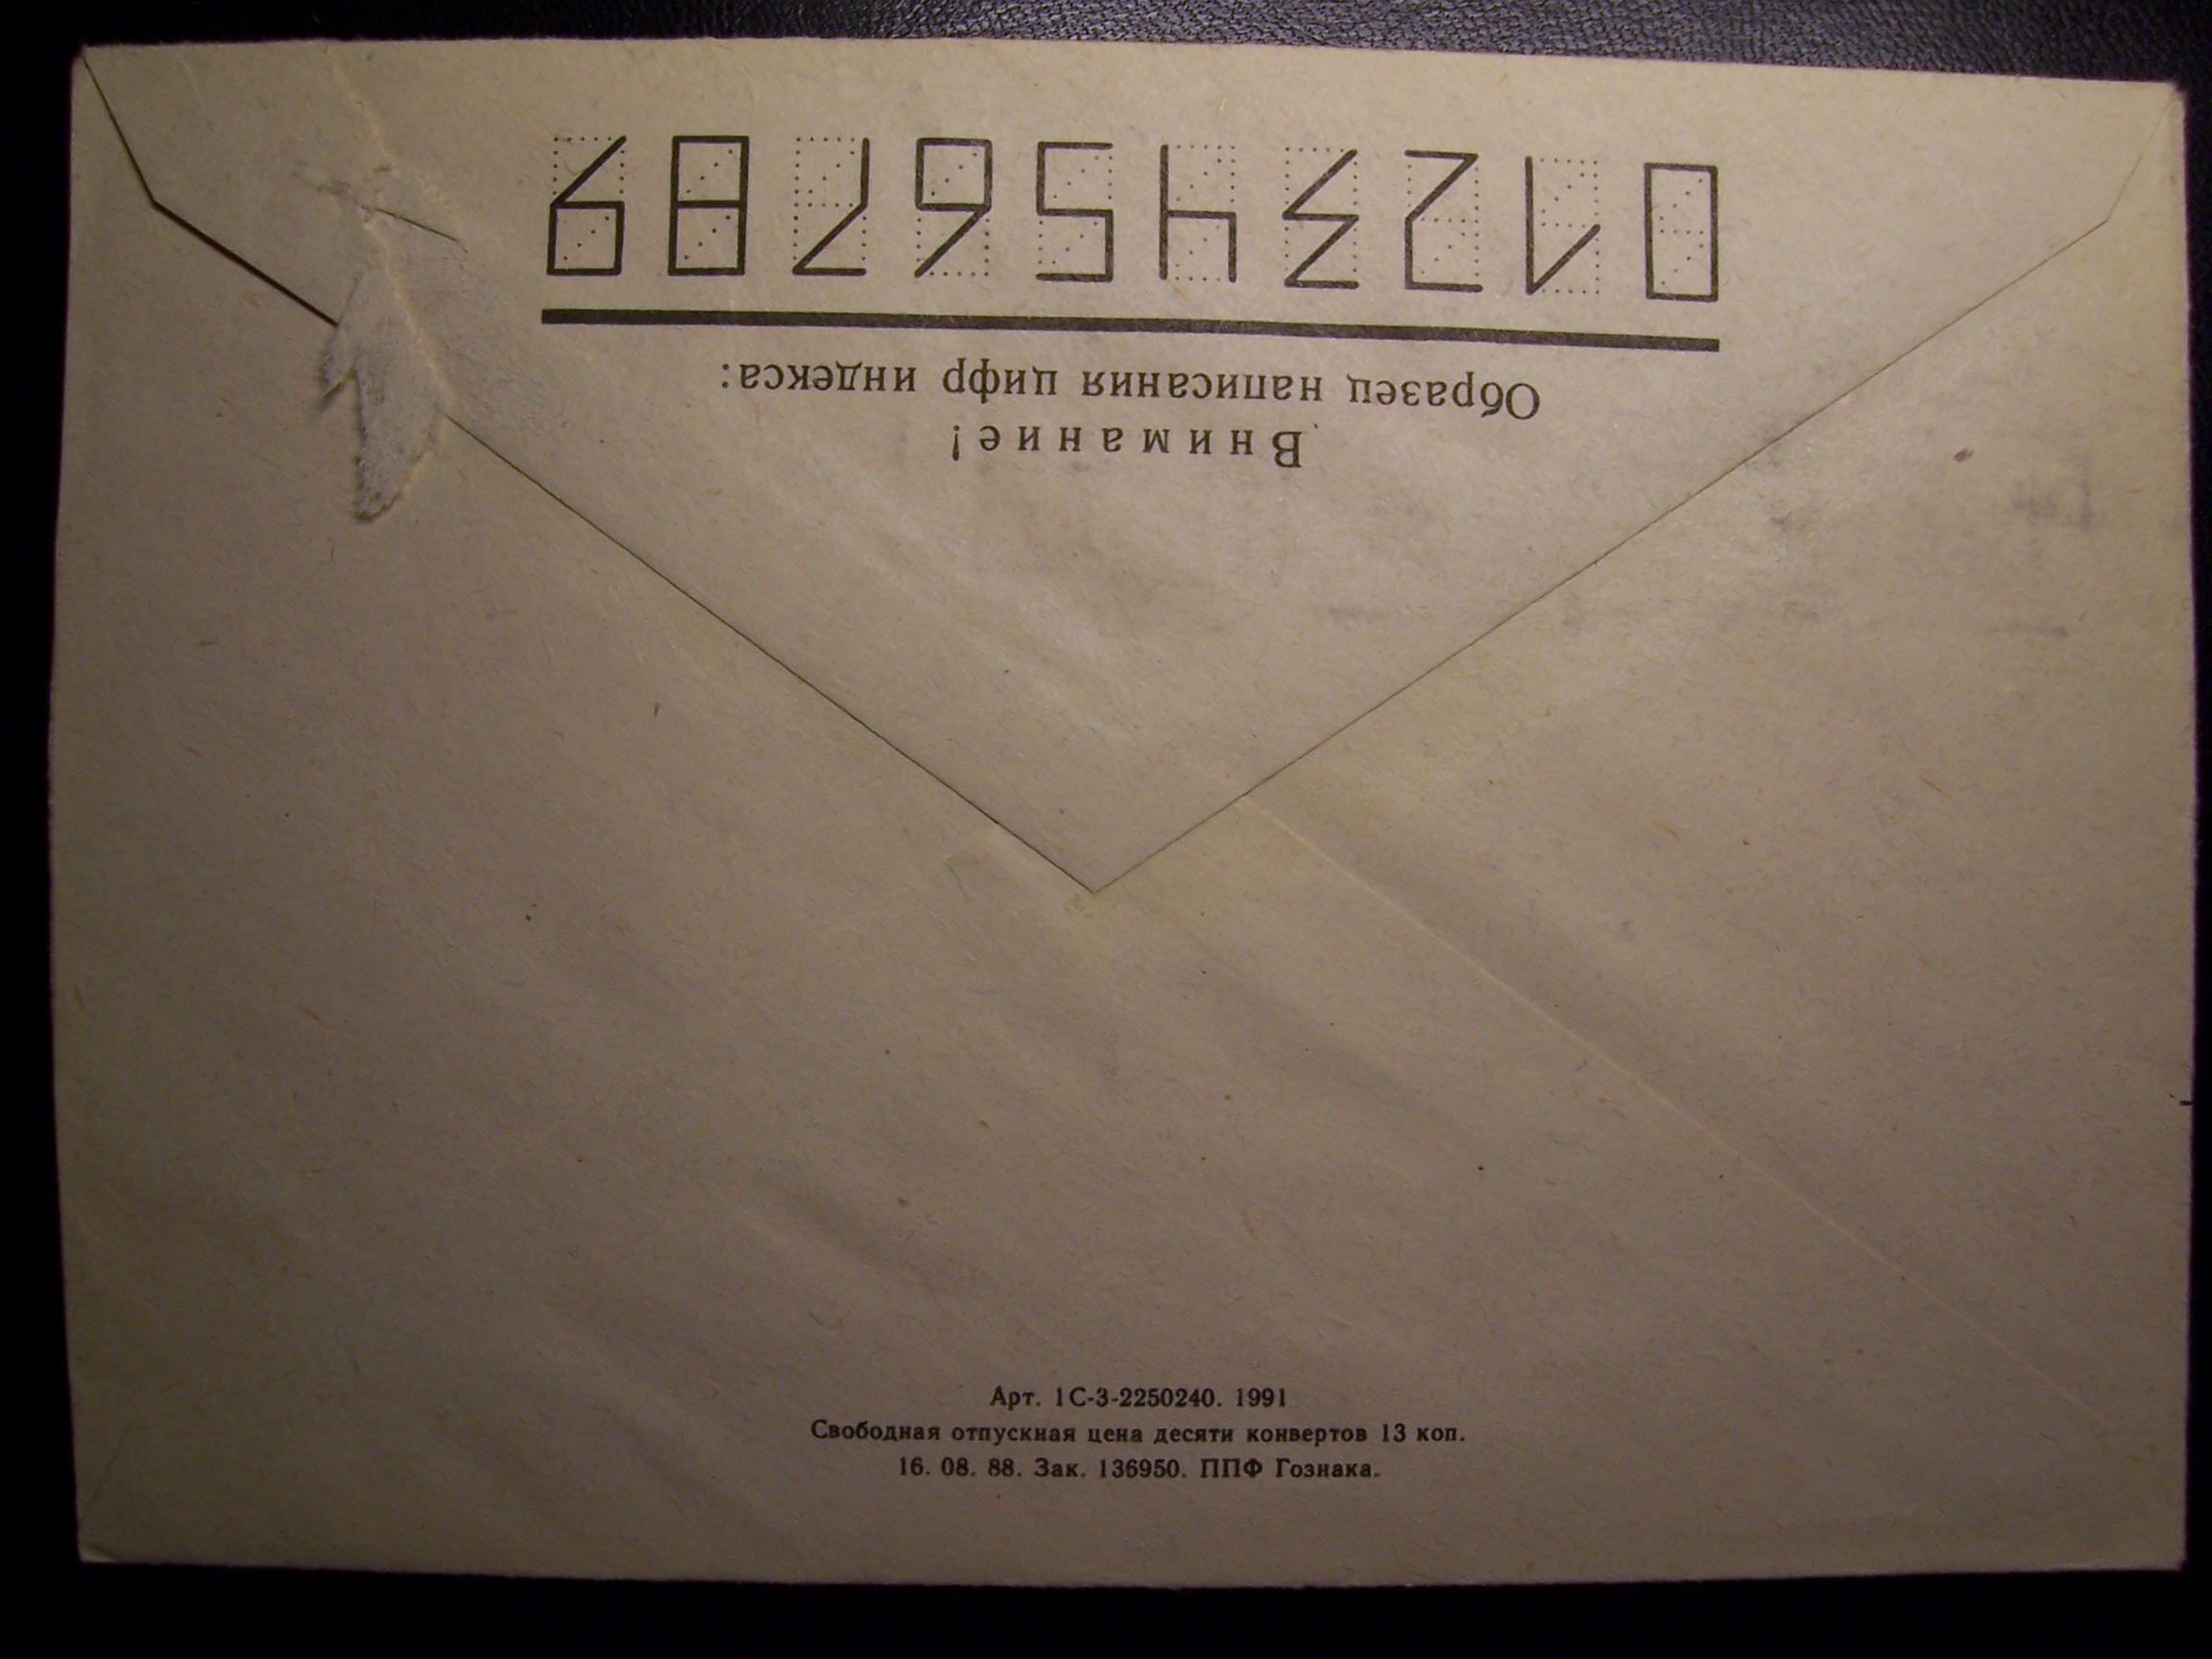 Внимание!
Образец написания цифр индекса:
0123456789
Арт. 1С-3-2250240. 1991
Свободная отпускная цена десяти конвертов 13 коп.
16. 08. 88. Зак. 136950. ППФ Гознака.